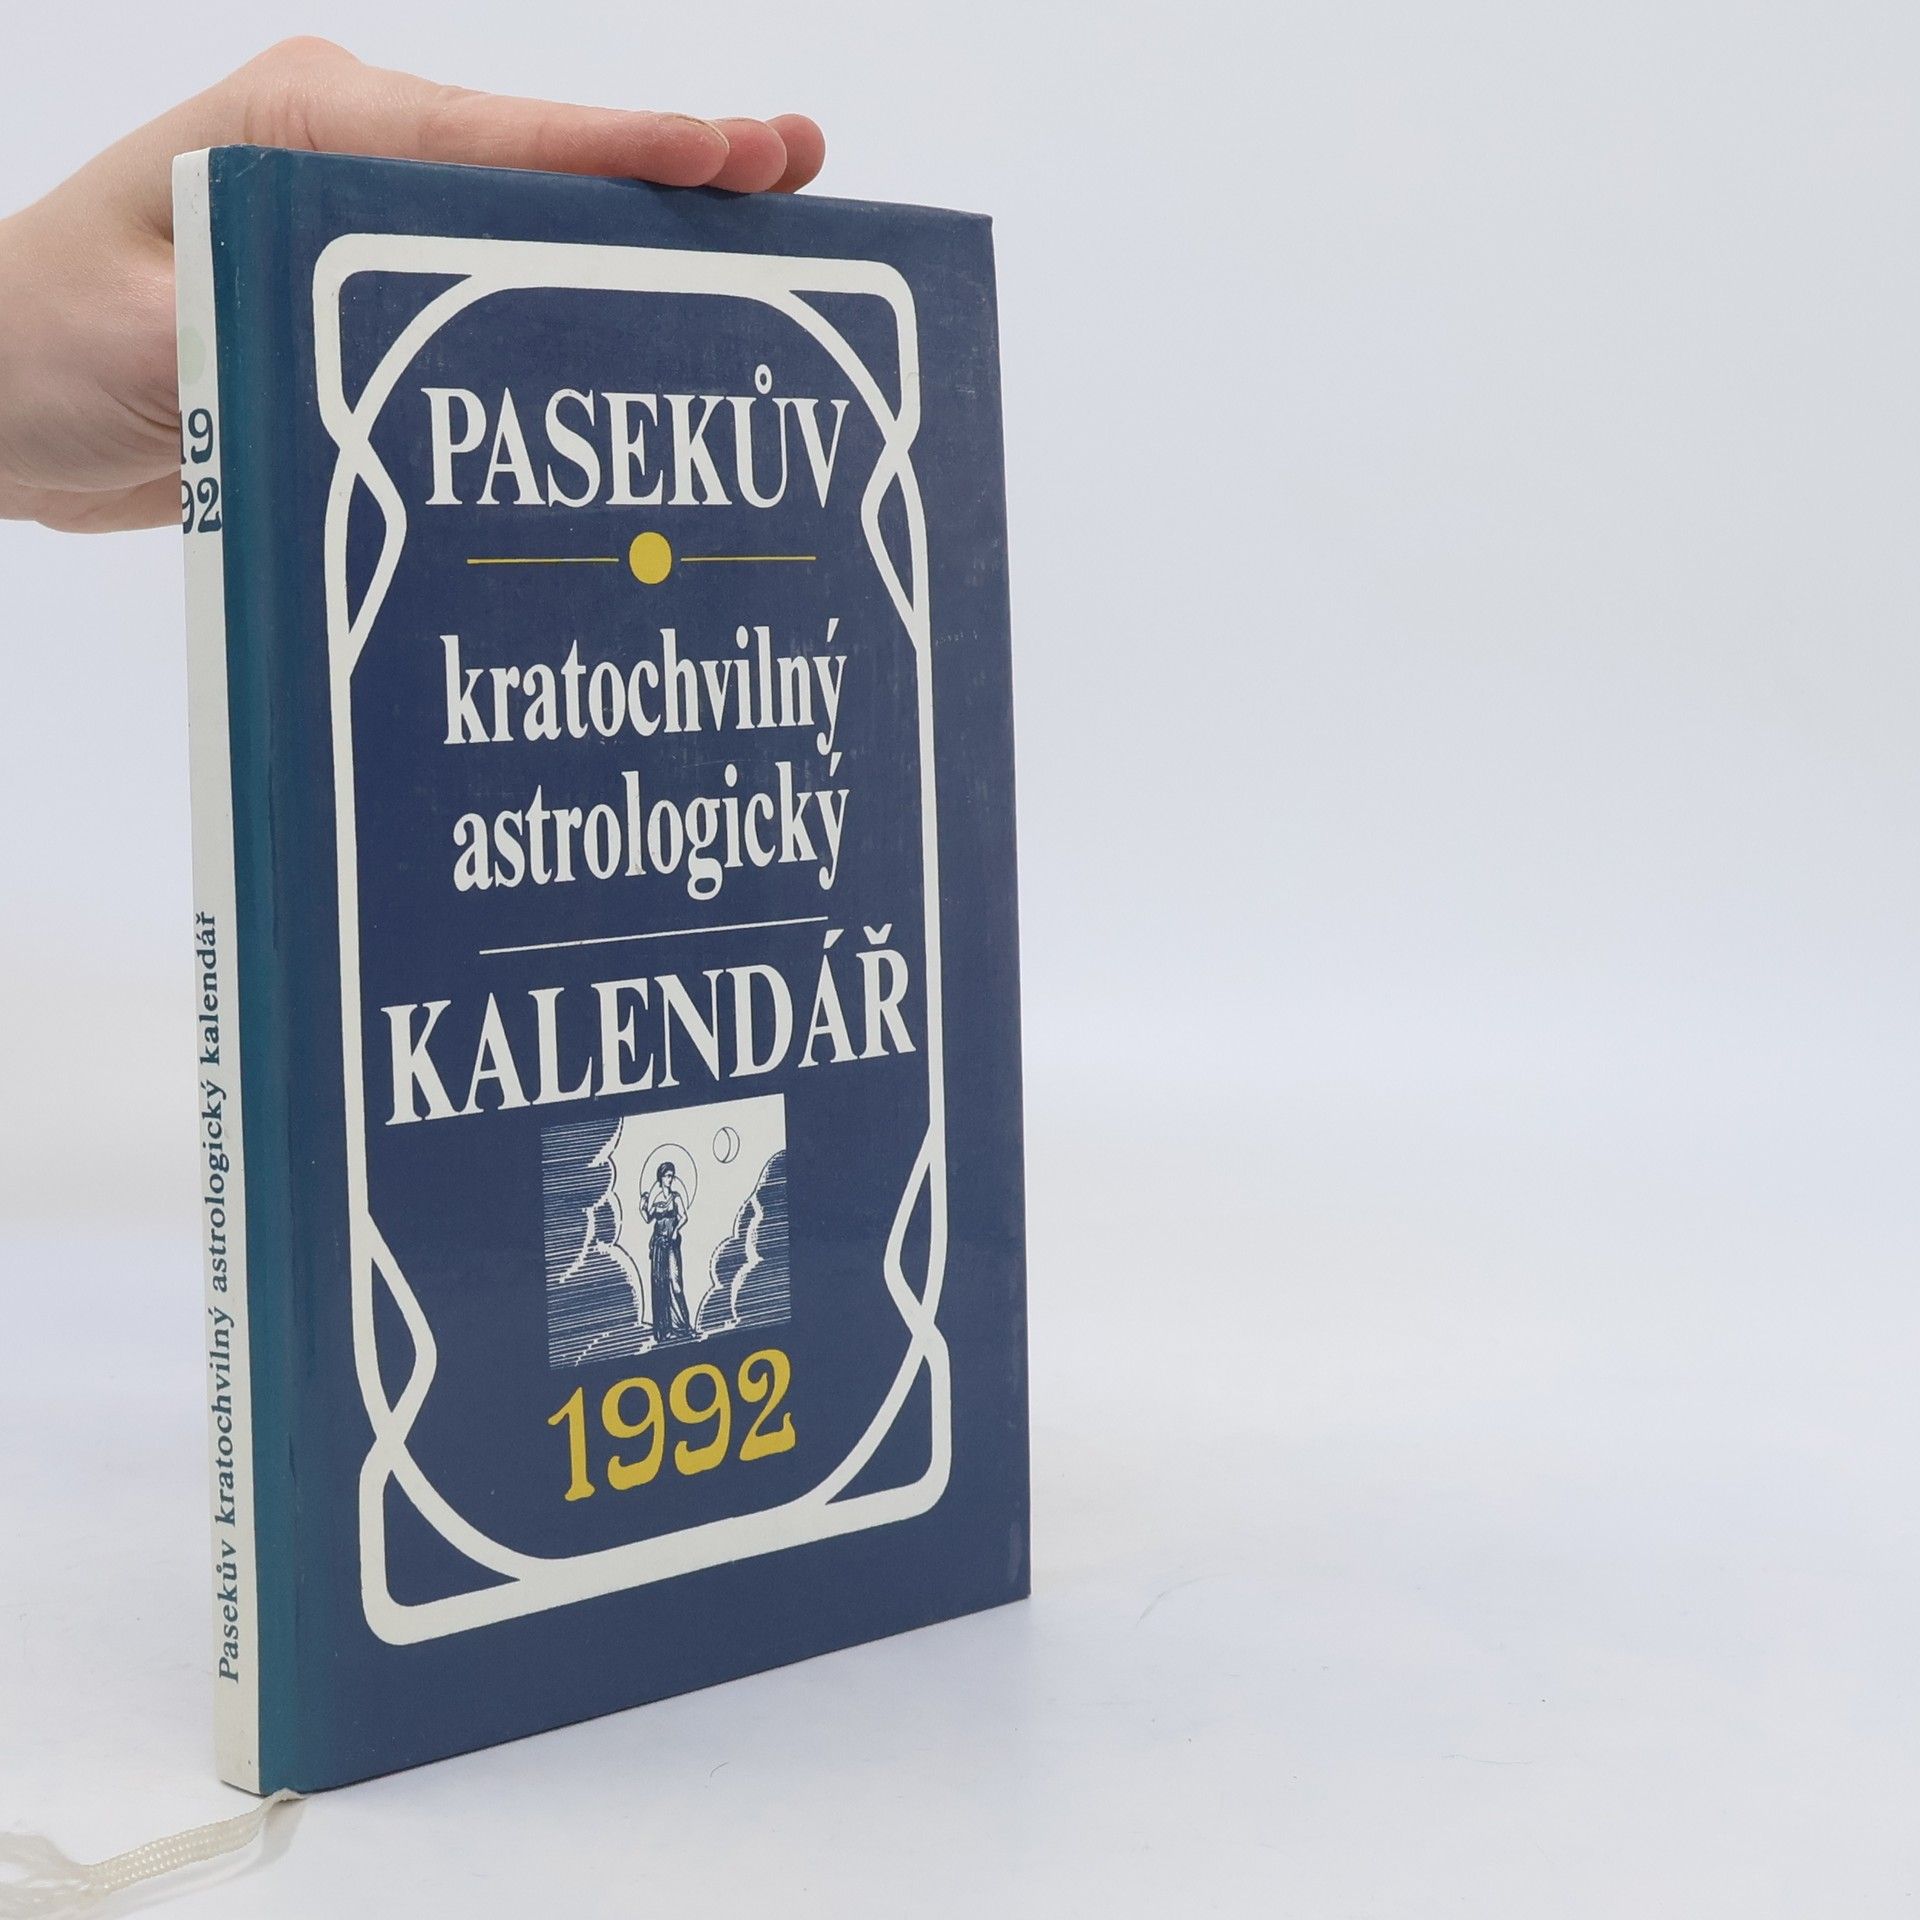 PASEKŮV
kratochvilný
astrologický
KALENDÁŘ
1992
19
92
Pasekův kratochvilný astrologický kalendář